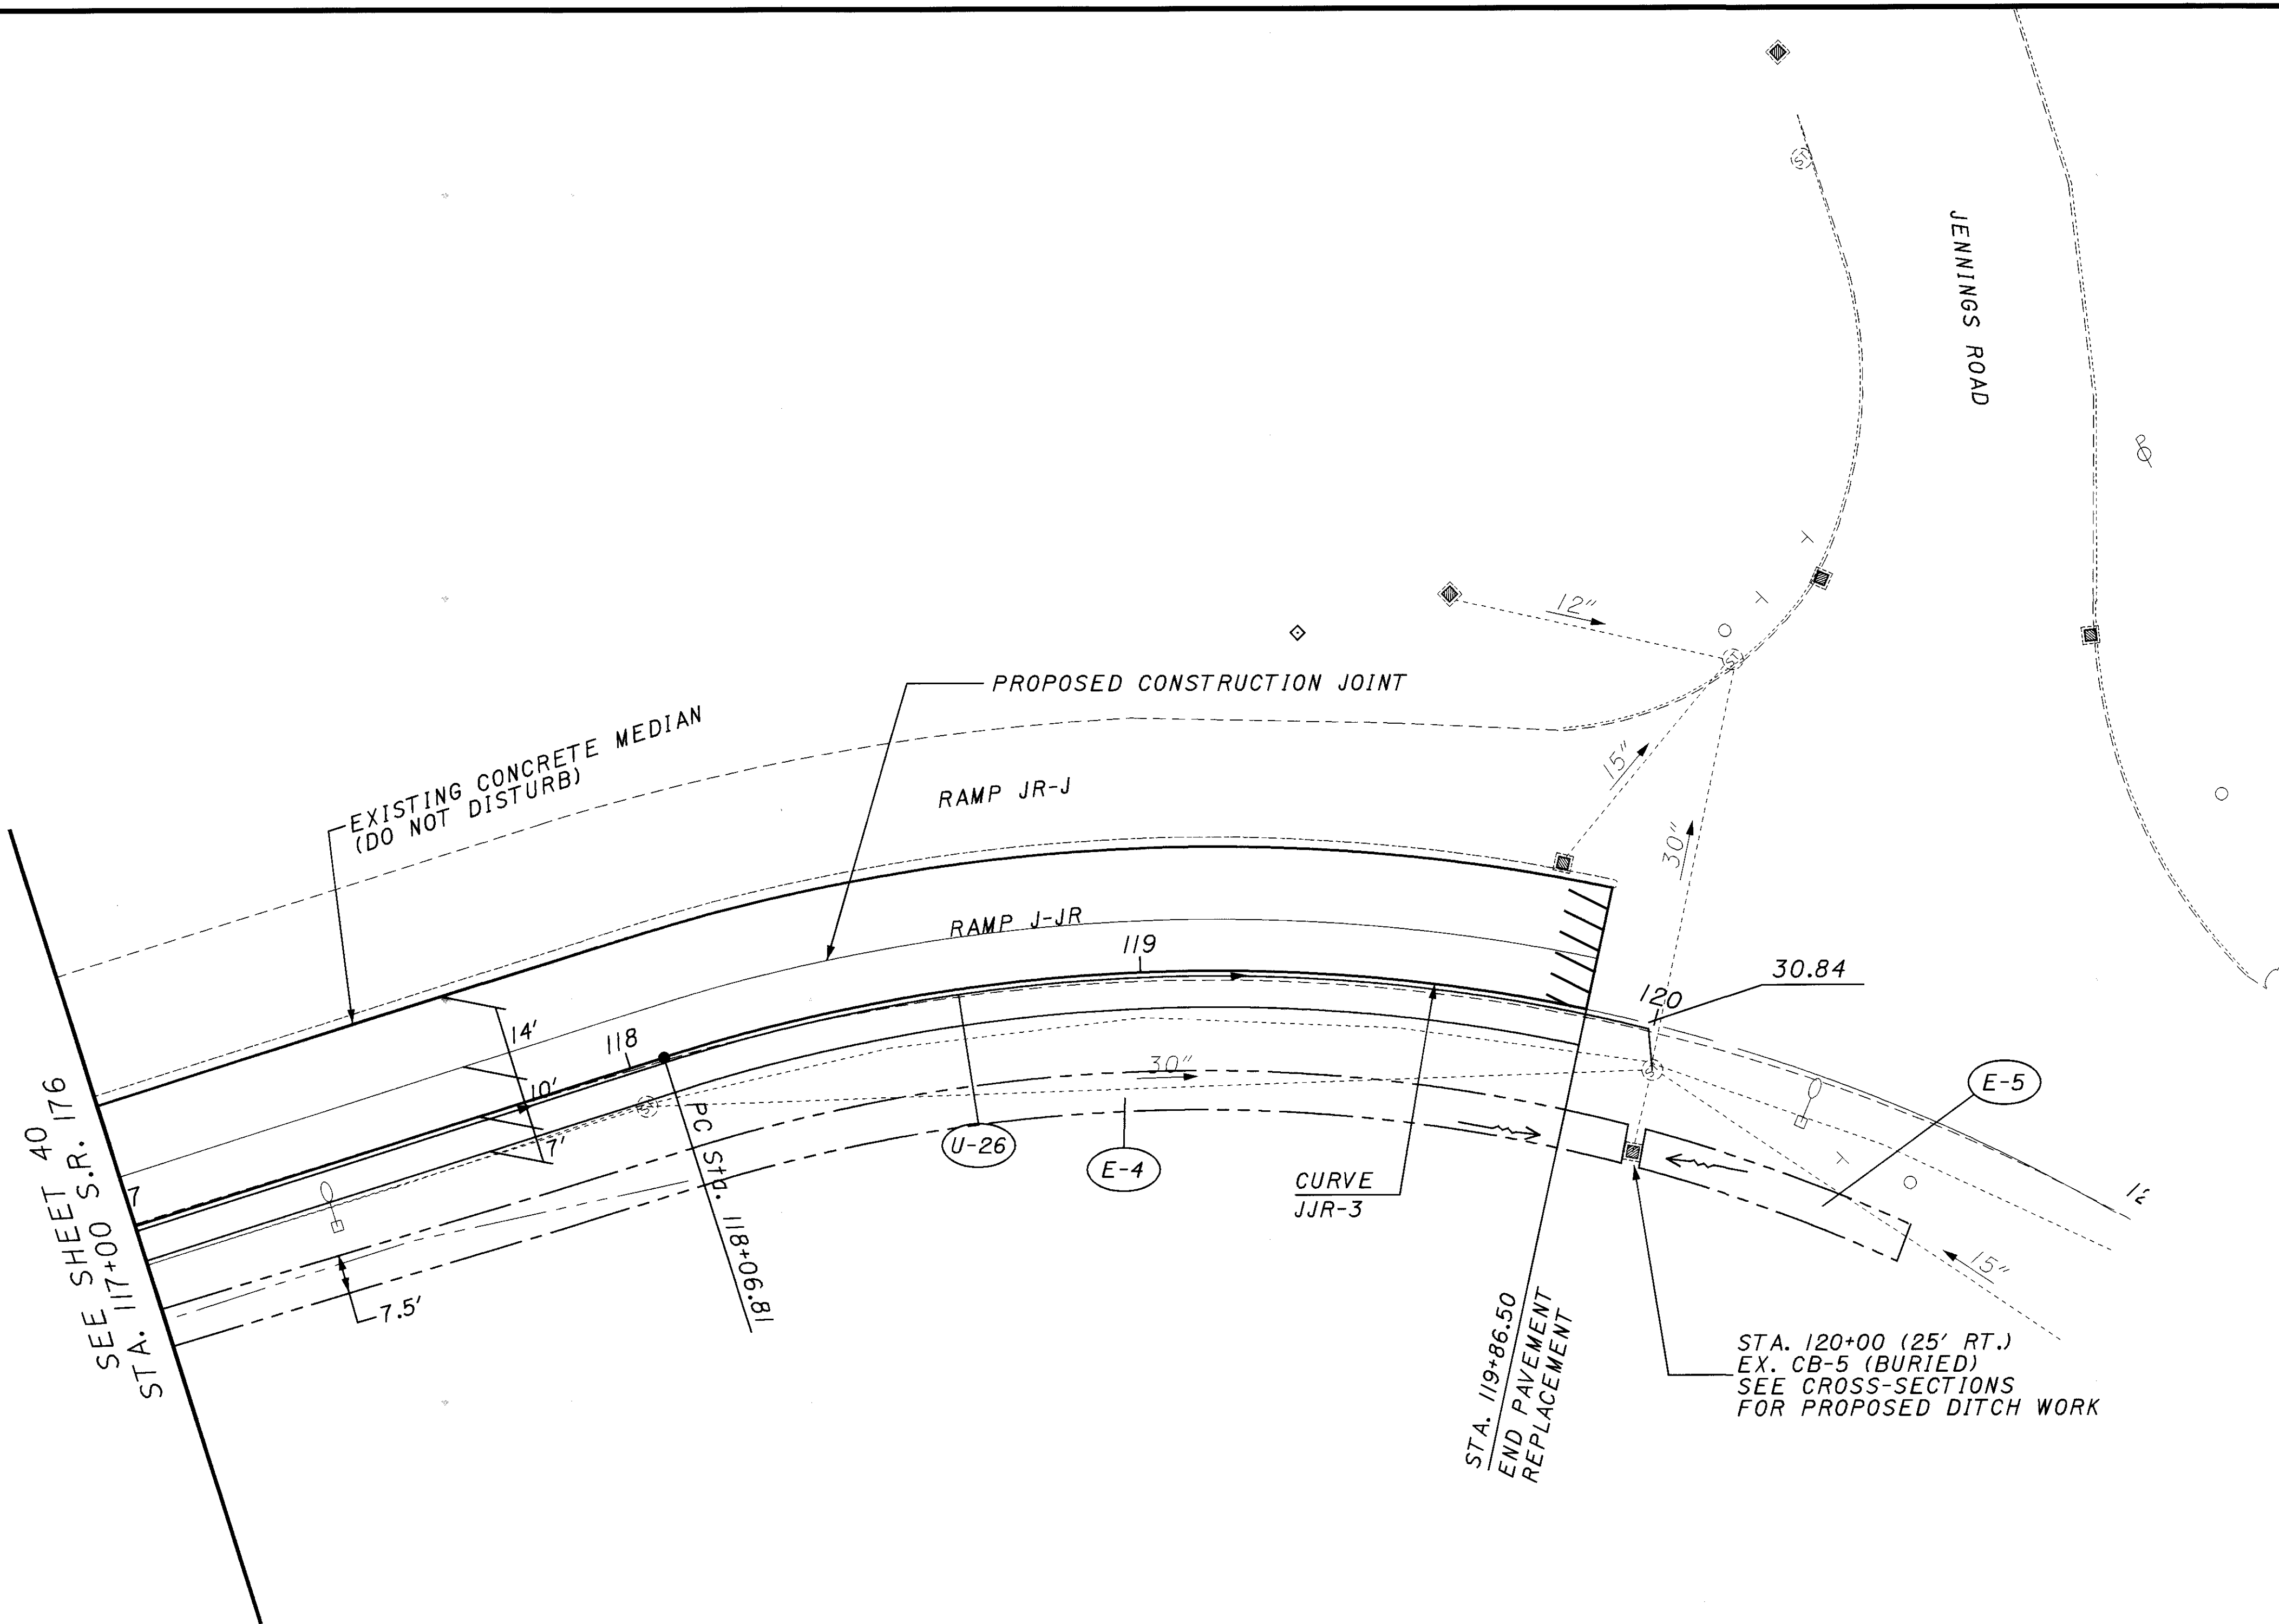 JENNINGS ROAD
ST
12"
ST
PROPOSED CONSTRUCTION JOINT
EXISTING CONCRETE MEDIAN
(DO NOT DISTURB)
RAMP JR-J
15"
30"
RAMP J-JR
119
30.84
120
14'
118
10'
7'
30"
E-5
U-26
E-4
PC Sta. 118+06.81
CURVE
JJR-3
7
SEE SHEET 40
STA. 117+00 S.R. 176
7.5'
15"
12
STA. 119+86.50
END PAVEMENT
REPLACEMENT
STA. 120+00 (25' RT.)
EX. CB-5 (BURIED)
SEE CROSS-SECTIONS
FOR PROPOSED DITCH WORK